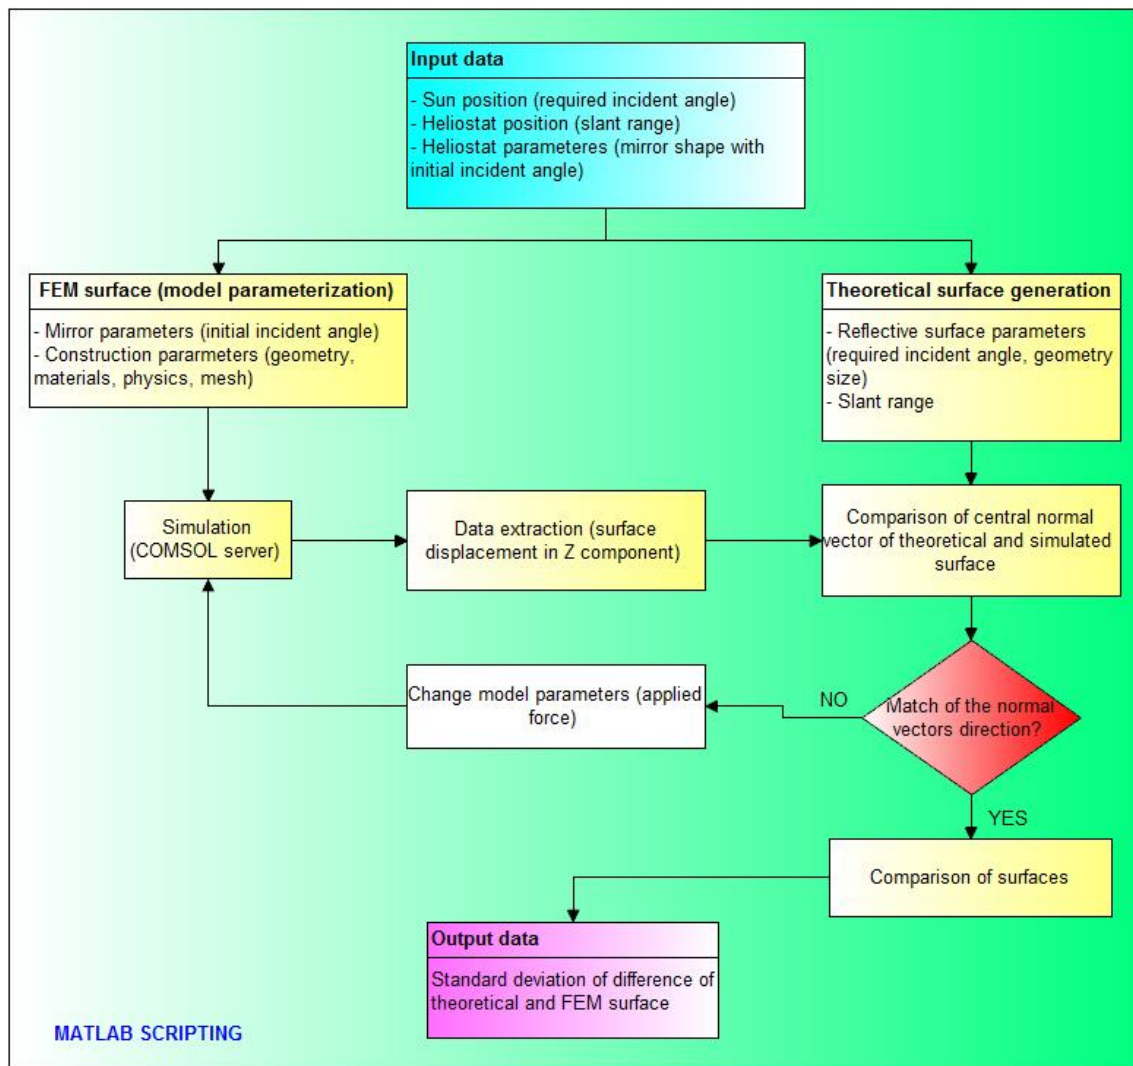 Input data
- Sun position (required incident angle)
- Heliostat position (slant range)
- Heliostat parameteres (mirror shape with
initial incident angle)
FEM surface (model parameterization)
- Mirror parameters (initial incident angle)
- Construction pararmeters (geometry,
materials, physics, mesh)
Theoretical surface generation
- Reflective surface parameters
(required incident angle, geometry
size)
- Slant range
Simulation
(COMSOL server)
Data extraction (surface
displacement in Z component)
Comparison of central normal
vector of theoretical and simulated
surface
Change model parameters (applied
force)
NO
Match of the normal
vectors direction?
YES
Comparison of surfaces
Output data
Standard deviation of difference of
theoretical and FEM surface
MATLAB SCRIPTING